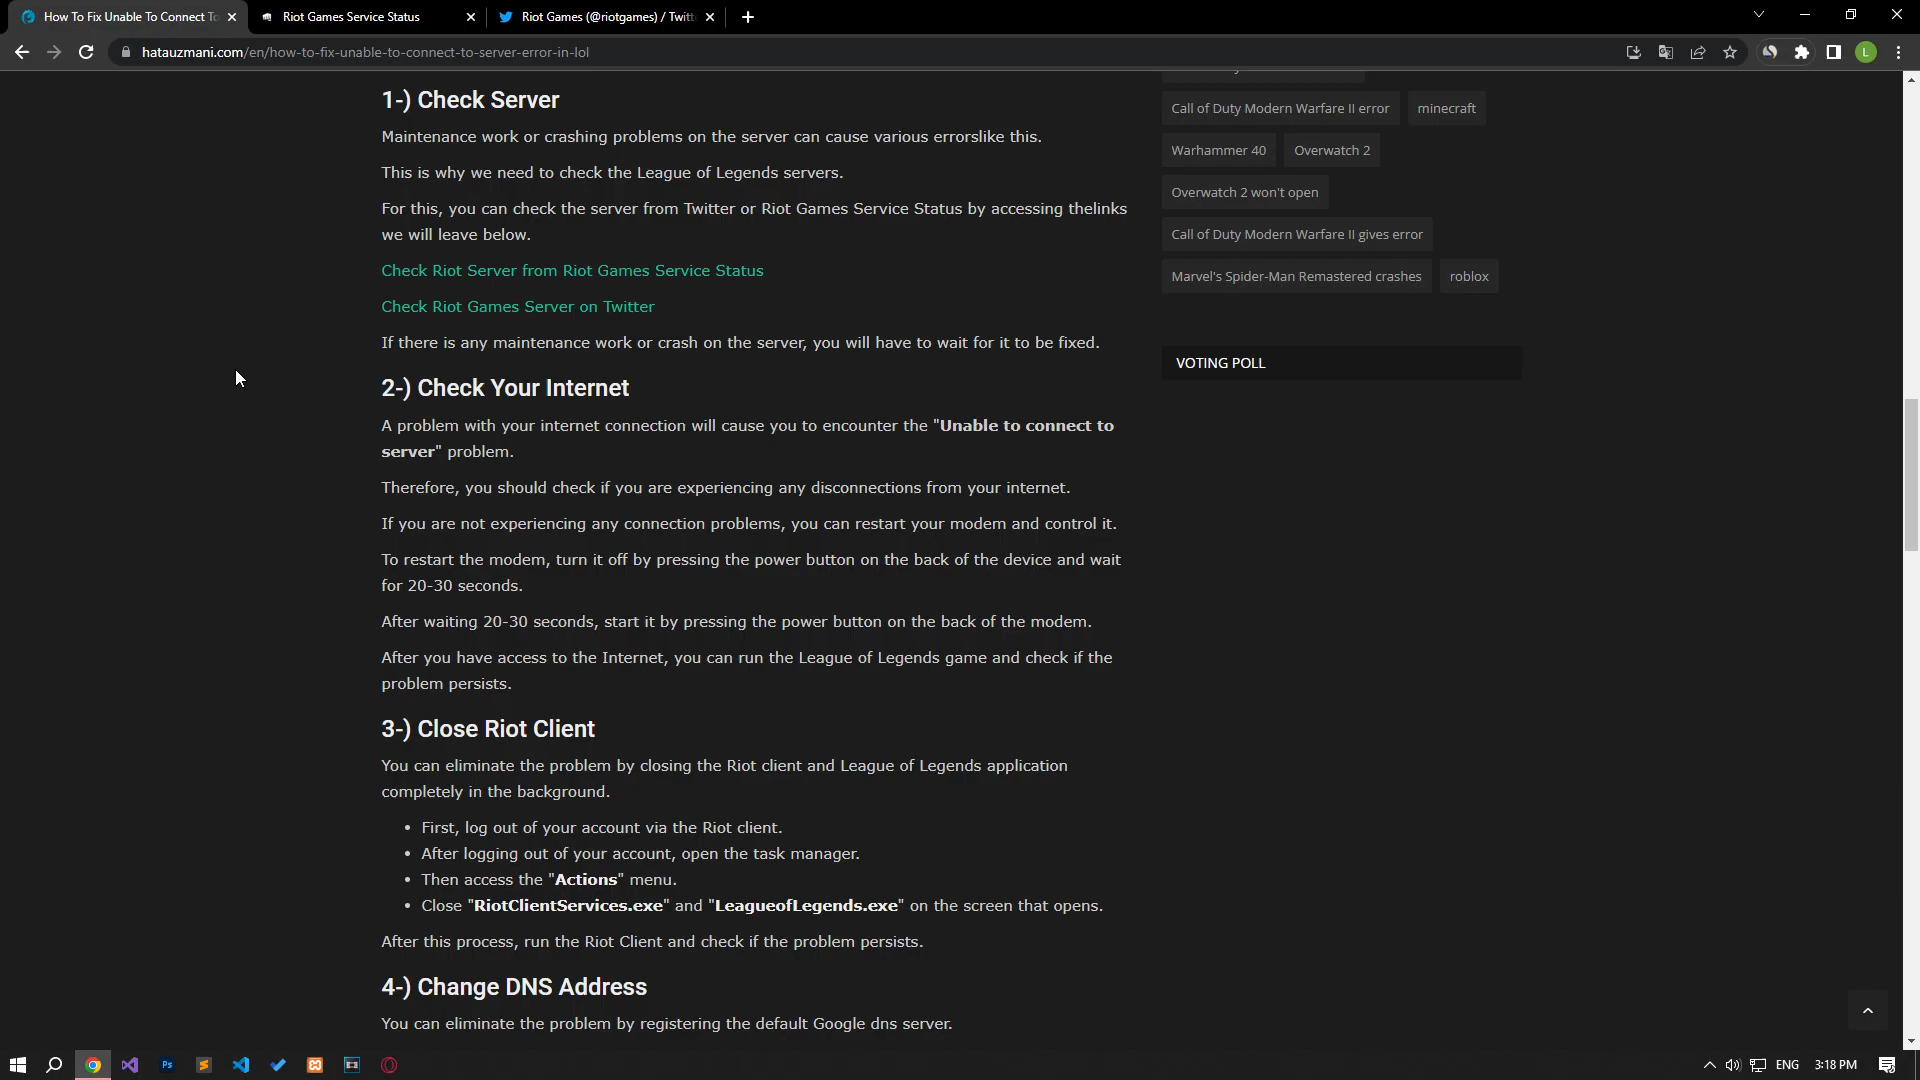 How To Fix Unable To Connect To
Riot Games Service Status
Riot Games (@riotgames) / Twitt
hatauzmani.com/en/how-to-fix-unable-to-connect-to-server-error-in-lol
L
1-) Check Server
Maintenance work or crashing problems on the server can cause various errorslike this.
This is why we need to check the League of Legends servers.
For this, you can check the server from Twitter or Riot Games Service Status by accessing thelinks
we will leave below.
Check Riot Server from Riot Games Service Status
Check Riot Games Server on Twitter
If there is any maintenance work or crash on the server, you will have to wait for it to be fixed.
2-) Check Your Internet
A problem with your internet connection will cause you to encounter the "Unable to connect to
server" problem.
Therefore, you should check if you are experiencing any disconnections from your internet.
If you are not experiencing any connection problems, you can restart your modem and control it.
To restart the modem, turn it off by pressing the power button on the back of the device and wait
for 20-30 seconds.
After waiting 20-30 seconds, start it by pressing the power button on the back of the modem.
After you have access to the Internet, you can run the League of Legends game and check if the
problem persists.
3-) Close Riot Client
You can eliminate the problem by closing the Riot client and League of Legends application
completely in the background.
• First, log out of your account via the Riot client.
• After logging out of your account, open the task manager.
• Then access the "Actions" menu.
• Close "RiotClientServices.exe" and "LeagueofLegends.exe" on the screen that opens.
After this process, run the Riot Client and check if the problem persists.
4-) Change DNS Address
You can eliminate the problem by registering the default Google dns server.
Call of Duty Modern Warfare II error
minecraft
Warhammer 40
Overwatch 2
Overwatch 2 won't open
Call of Duty Modern Warfare II gives error
Marvel's Spider-Man Remastered crashes
roblox
VOTING POLL
Ps
ENG
3:18 PM